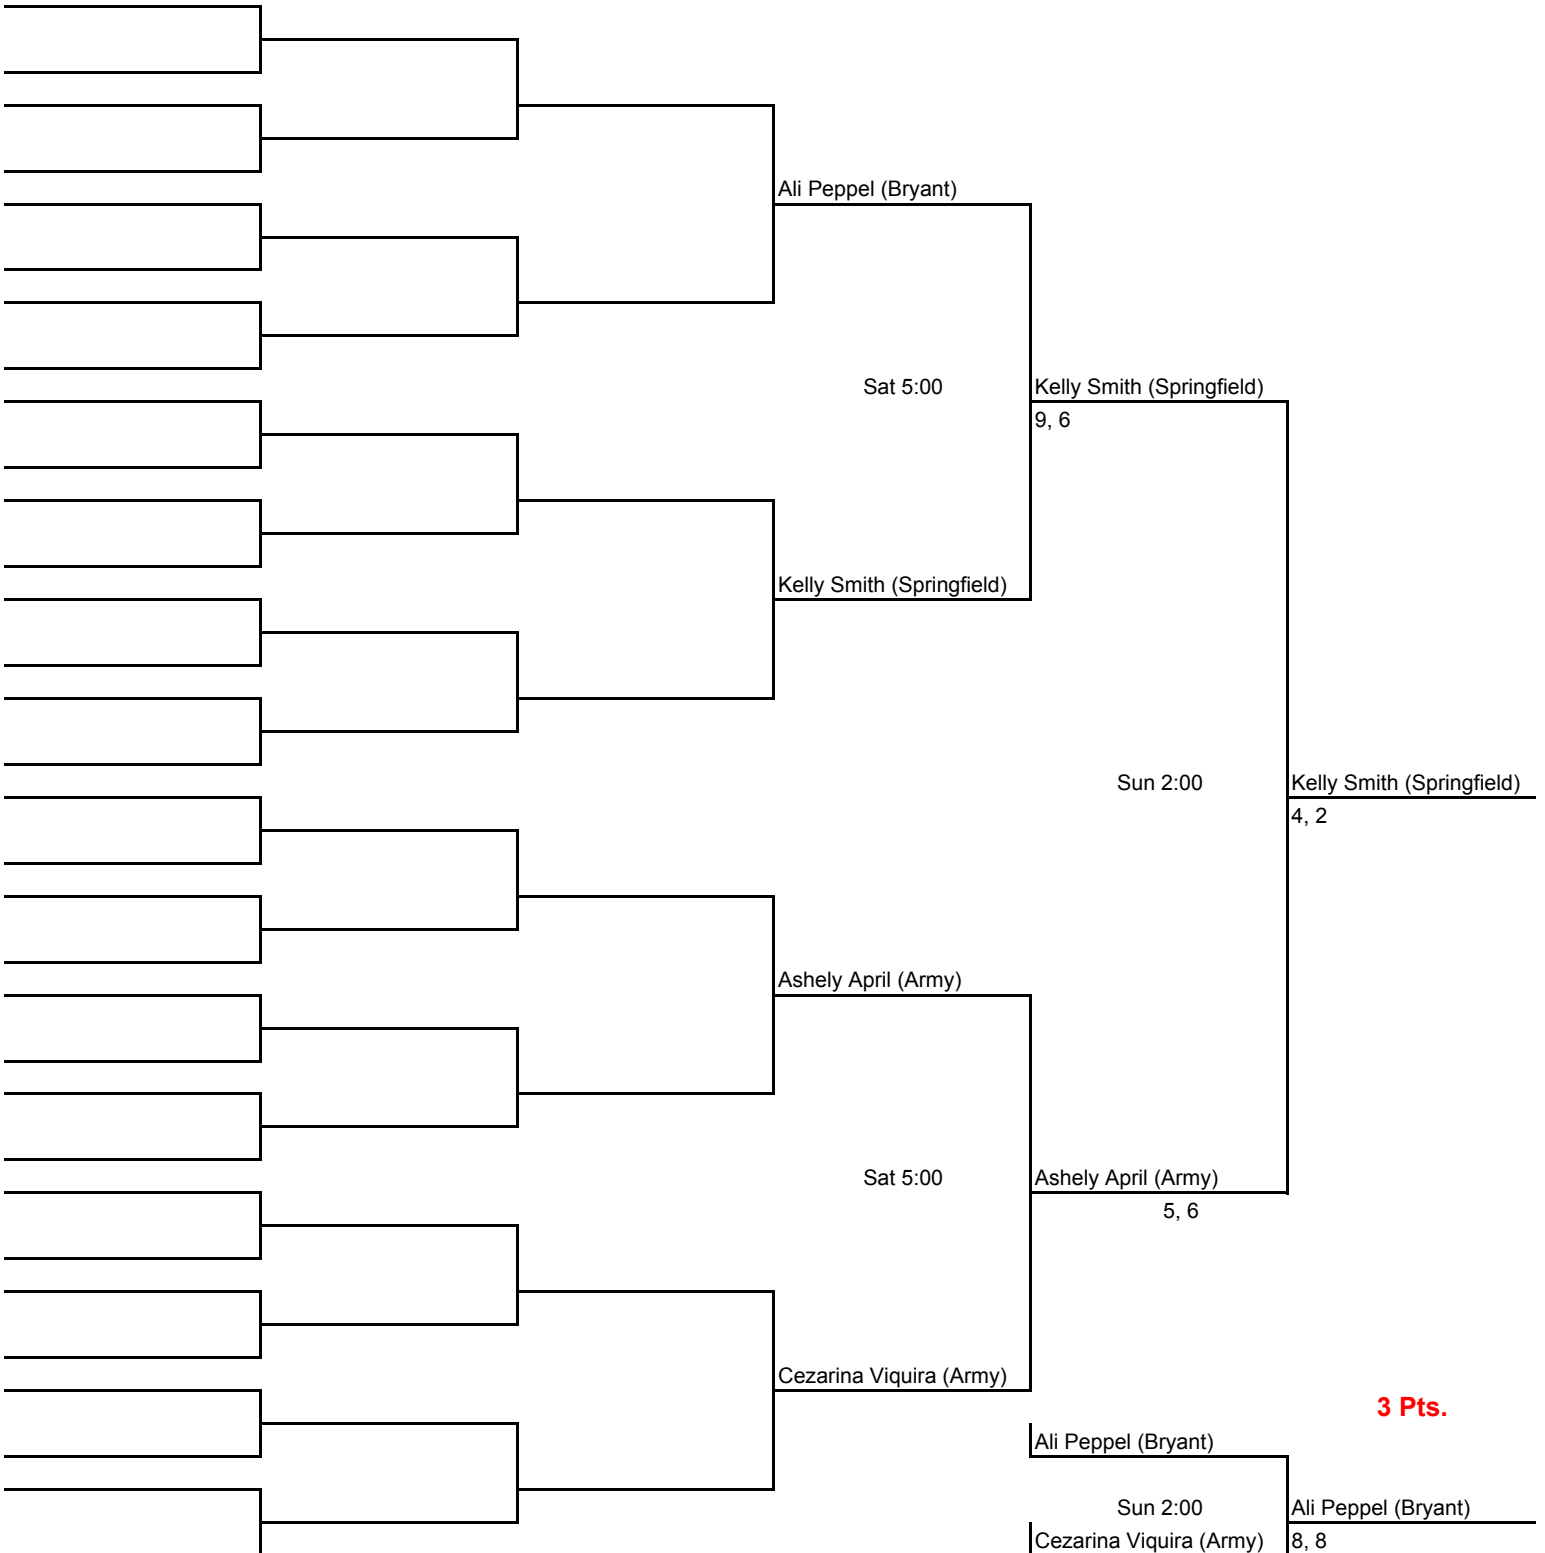 Ali Peppel (Bryant)
Sat 5:00
Kelly Smith (Springfield)
9, 6
Kelly Smith (Springfield)
Sun 2:00
Kelly Smith (Springfield)
4, 2
Ashely April (Army)
Sat 5:00
Ashely April (Army)
5, 6
Cezarina Viquira (Army)
3 Pts.
Ali Peppel (Bryant)
Sun 2:00
Ali Peppel (Bryant)
Cezarina Viquira (Army)
8, 8